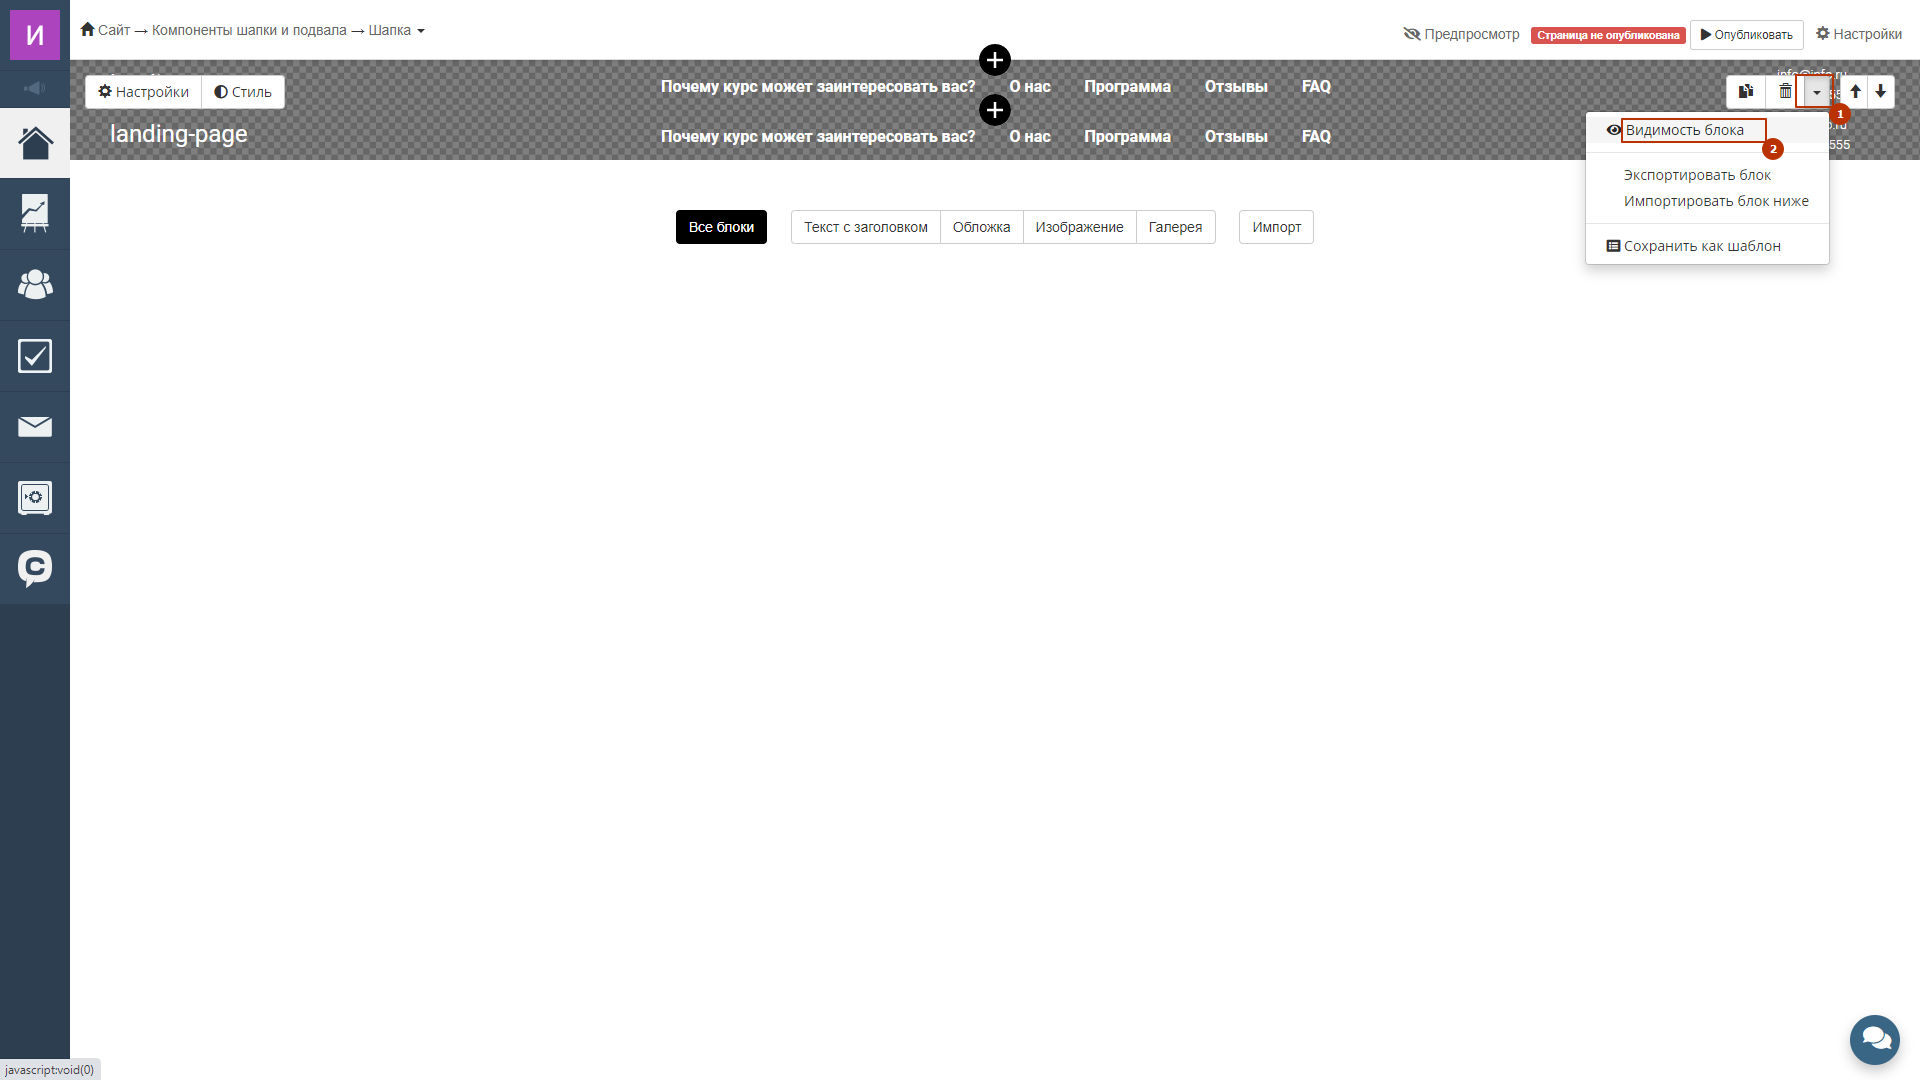 И
Сайт → Компоненты шапки и подвала → Шапка
Предпросмотр
Страница не опубликована
Опубликовать
Настройки
Настройки
Стиль
Почему курс может заинтересовать вас?
О нас
Программа
Отзывы
FAQ
info@info.ru
1
landing-page
Почему курс может заинтересовать вас?
О нас
Программа
Отзывы
FAQ
555
Видимость блока
2
Экспортировать блок
Импортировать блок ниже
Сохранить как шаблон
Все блоки
Текст с заголовком
Обложка
Изображение
Галерея
Импорт
C
javascript:void(0)